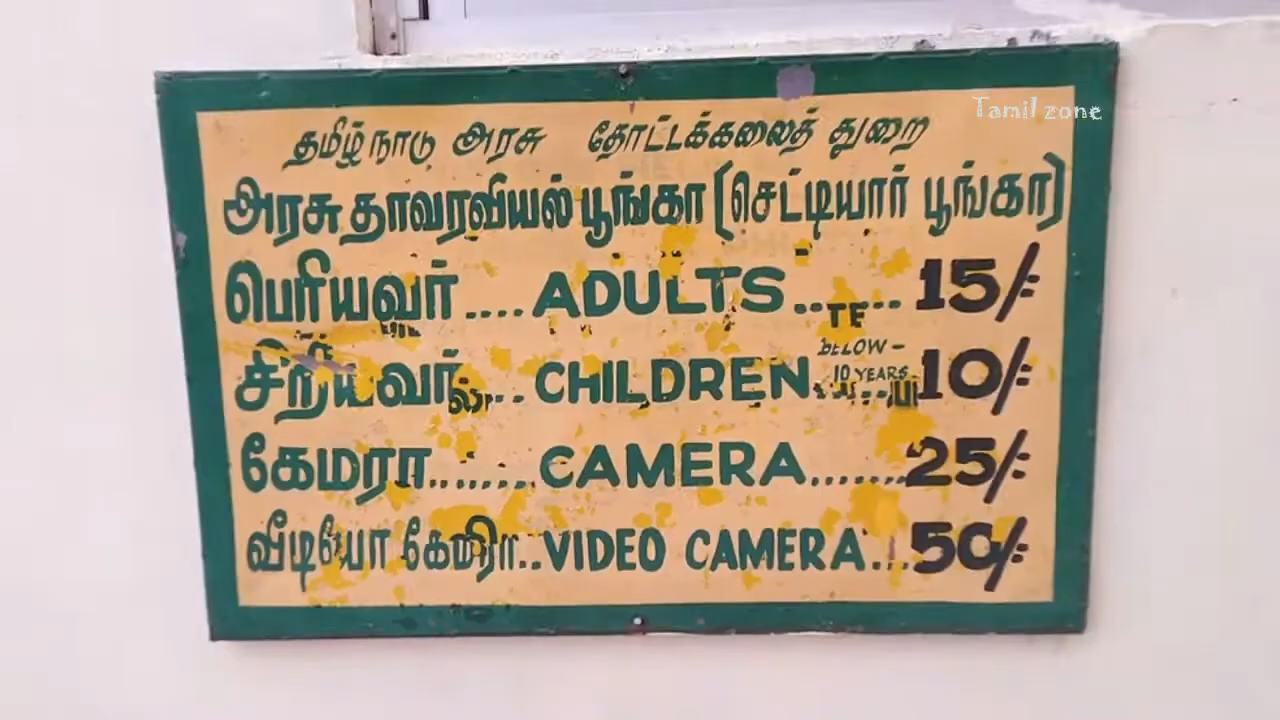 Tamil zone
தமிழ்நாடு அரசு தோட்டக்கலைத் துறை
அரசு தாவரவியல் பூங்கா (செட்டியார் பூங்கா)
பெரியவர் .... ADULTS ....... 15/-
சிறியவர் ... CHILDREN BELOW - 10 YEARS 10/-
கேமரா ....... CAMERA ....... 25/-
வீடியோ கேமரா .. VIDEO CAMERA ... 50/-